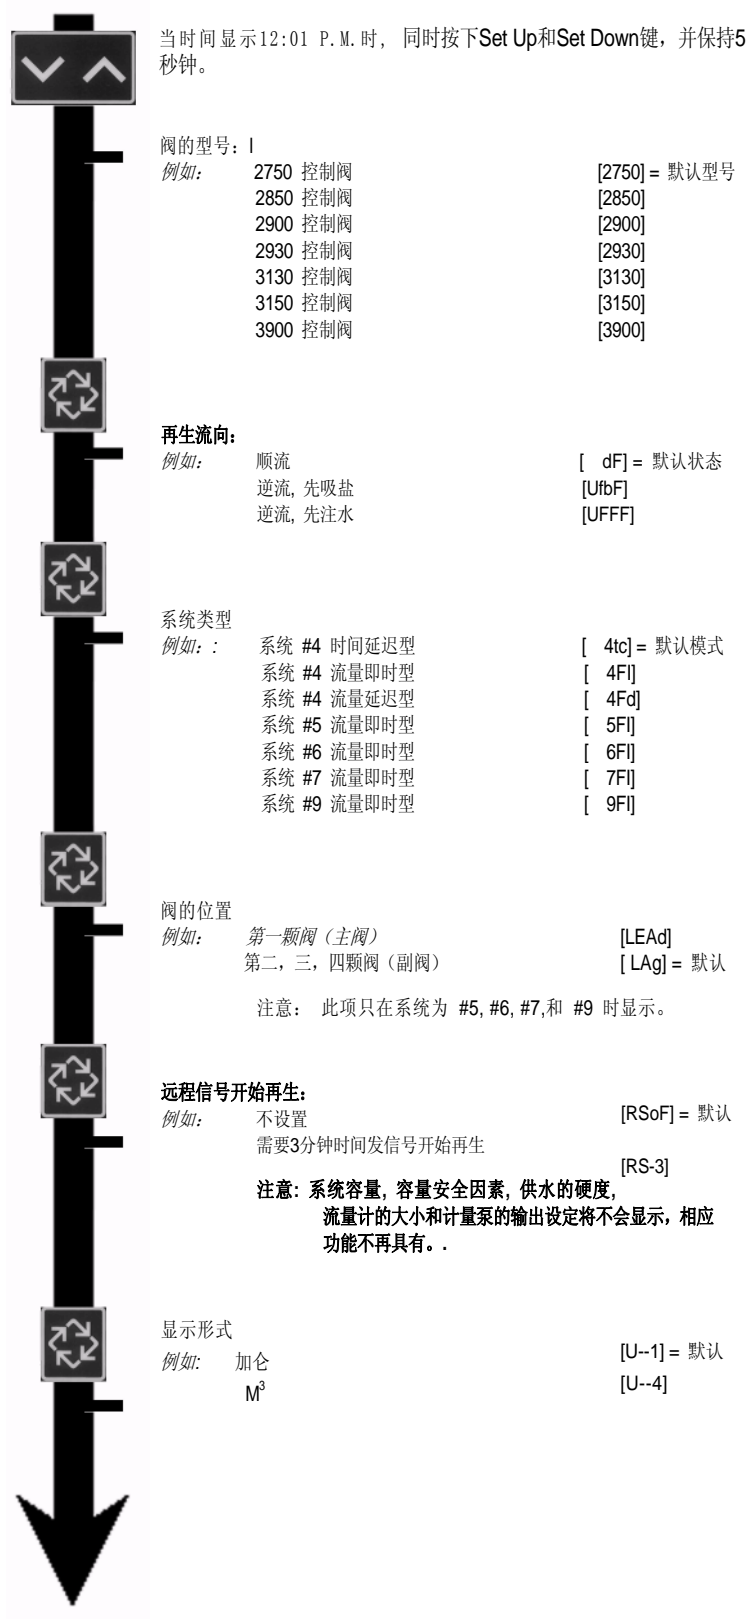 当时间显示12:01 P.M.时, 同时按下Set Up和Set Down键，并保持5
秒钟。
阀的型号: l
例如: 2750 控制阀 [2750] = 默认型号
2850 控制阀 [2850]
2900 控制阀 [2900]
2930 控制阀 [2930]
3130 控制阀 [3130]
3150 控制阀 [3150]
3900 控制阀 [3900]
再生流向:
例如: 顺流 [ dF] = 默认状态
逆流, 先吸盐 [UfbF]
逆流, 先注水 [UFFF]
系统类型
例如: : 系统 #4 时间延迟型 [ 4tc] = 默认模式
系统 #4 流量即时型 [ 4FI]
系统 #4 流量延迟型 [ 4Fd]
系统 #5 流量即时型 [ 5FI]
系统 #6 流量即时型 [ 6FI]
系统 #7 流量即时型 [ 7FI]
系统 #9 流量即时型 [ 9FI]
阀的位置
例如: 第一颗阀（主阀） [LEAd]
第二，三，四颗阀（副阀） [ LAg] = 默认
注意: 此项只在系统为 #5, #6, #7,和 #9 时显示。
远程信号开始再生:
例如: 不设置 [RSoF] = 默认
需要3分钟时间发信号开始再生 [RS-3]
注意: 系统容量, 容量安全因素, 供水的硬度,
流量计的大小和计量泵的输出设定将不会显示，相应
功能不再具有。.
显示形式
例如: 加仑 [U--1] = 默认
M³ [U--4]